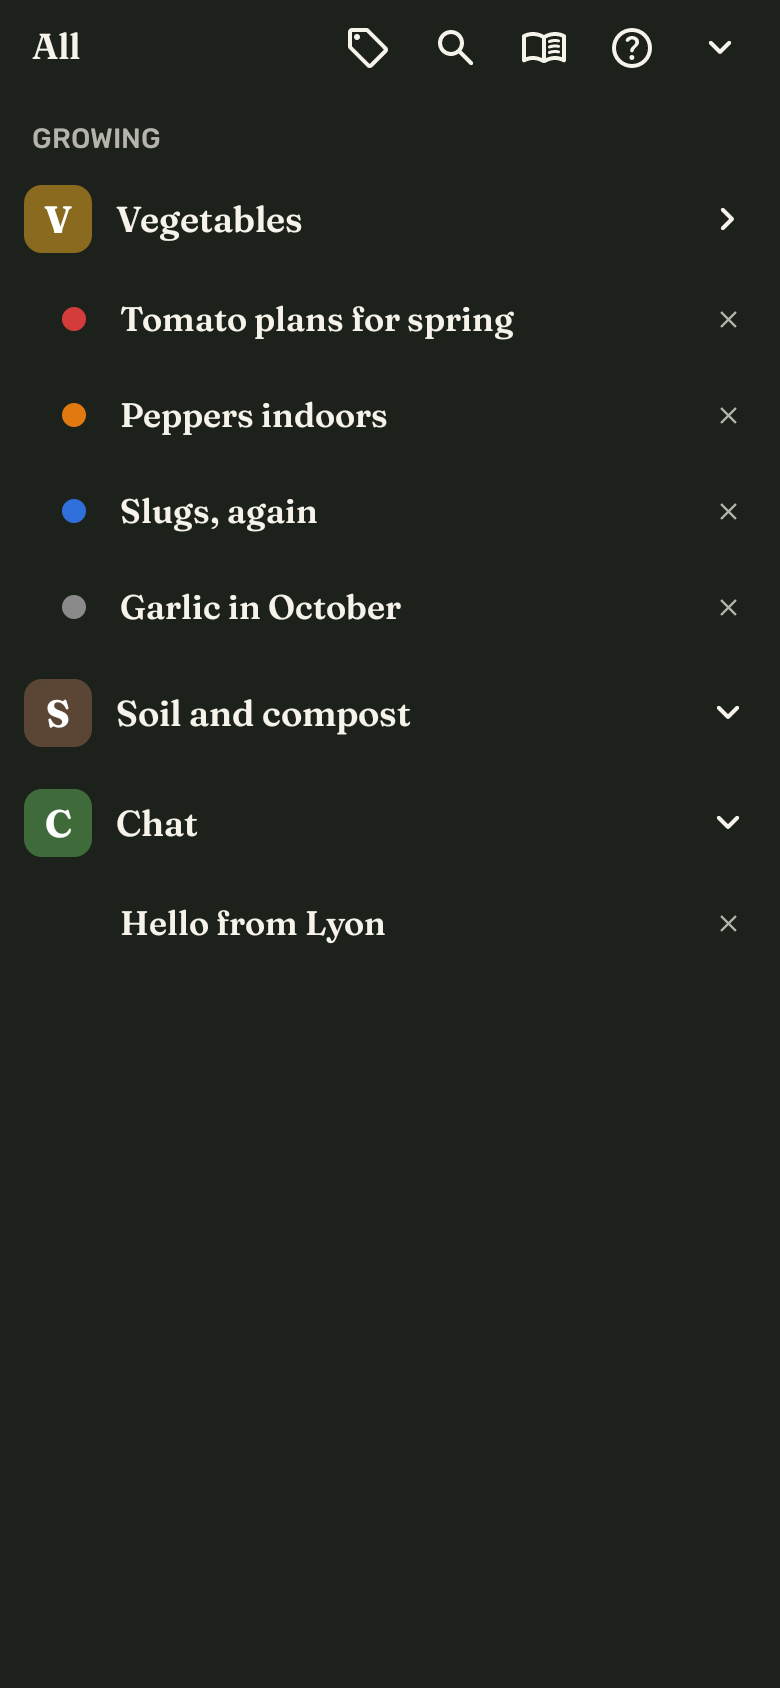 All
GROWING
V Vegetables
Tomato plans for spring
Peppers indoors
Slugs, again
Garlic in October
S Soil and compost
C Chat
Hello from Lyon